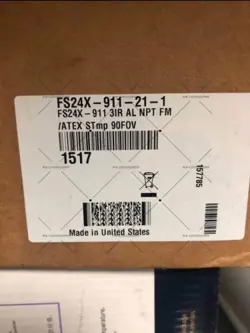 FS24X-911-21-1
FS24X-911 3IR AL NPT FM
/ATEX STmp 90FOV
1517
157785
Made in United States